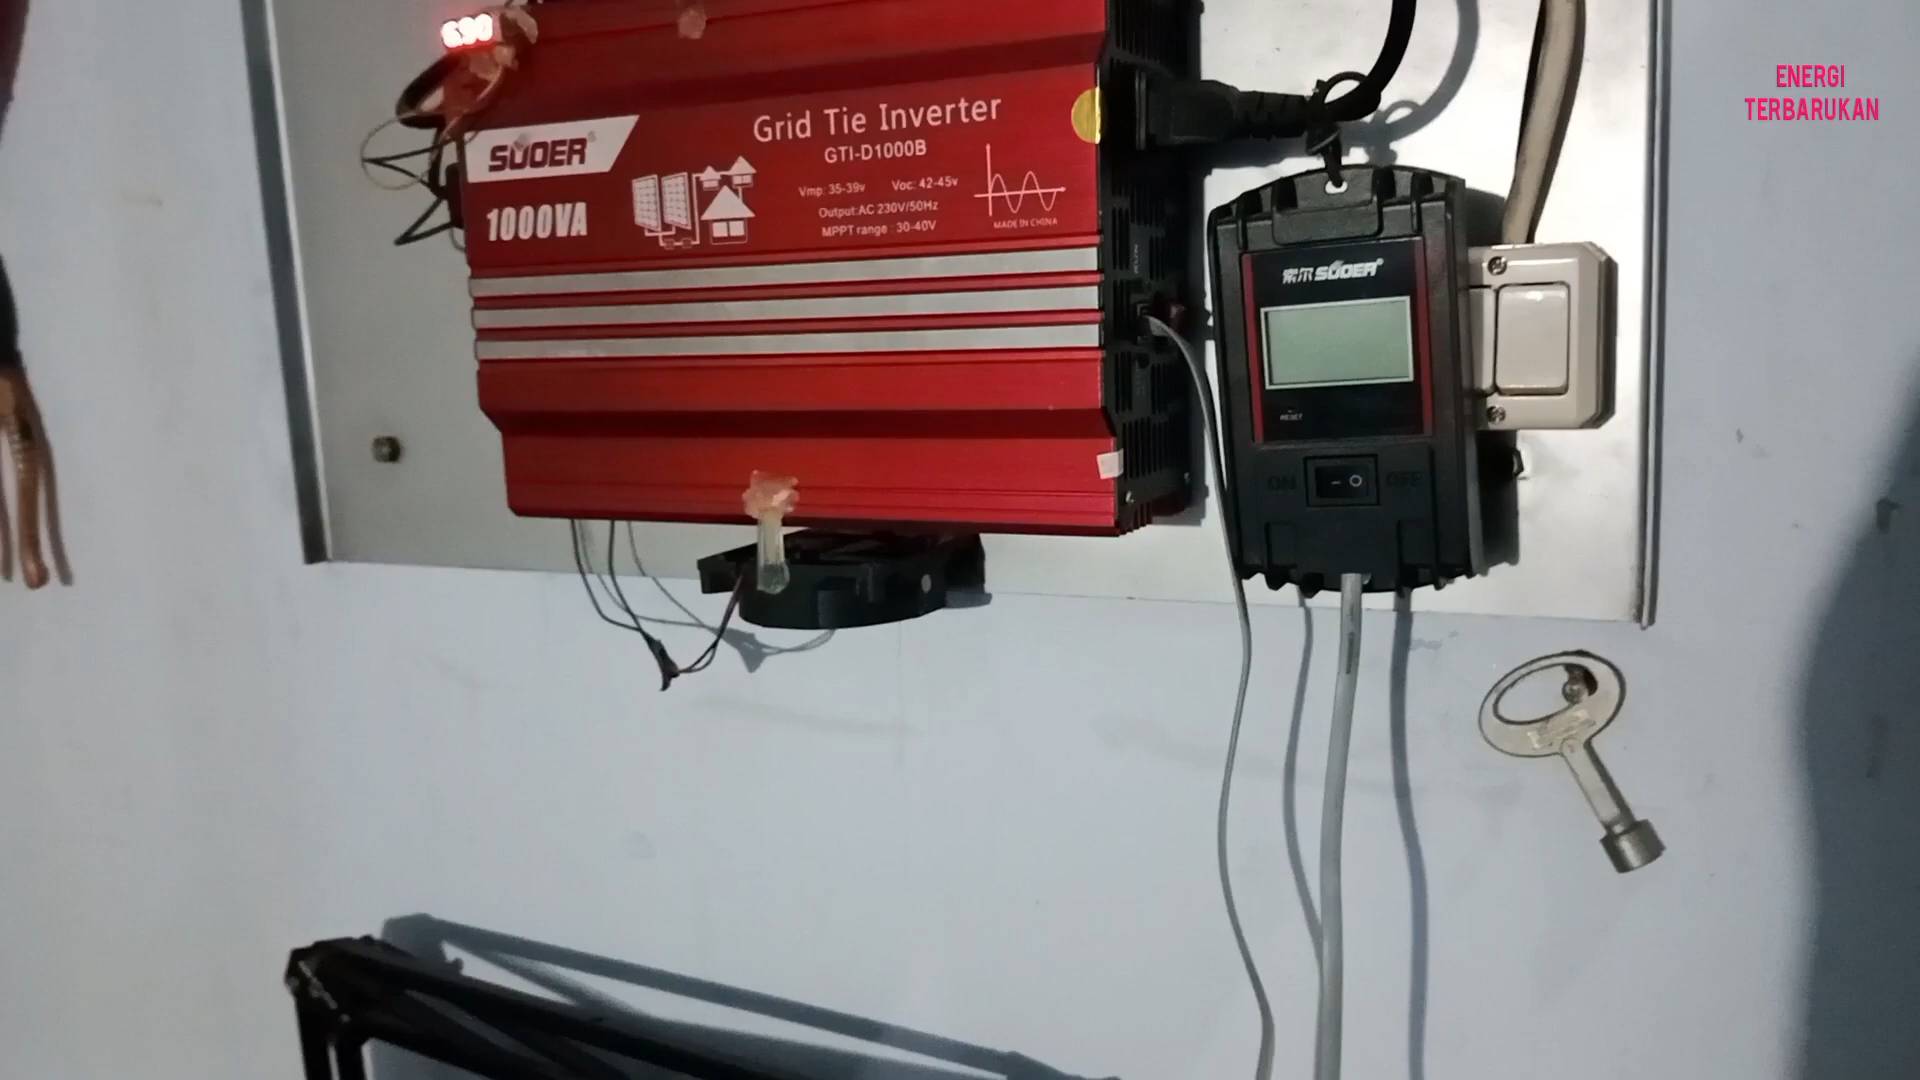 ENERGI
TERBARUKAN
690
Grid Tie Inverter
GTI-D1000B
SUOER®
1000VA
Vmp: 35-39v Voc: 42-45v
Output:AC 230V/50Hz
MPPT range : 30-40V
MADE IN CHINA
索尔 SUOER®
RESET
ON
OFF